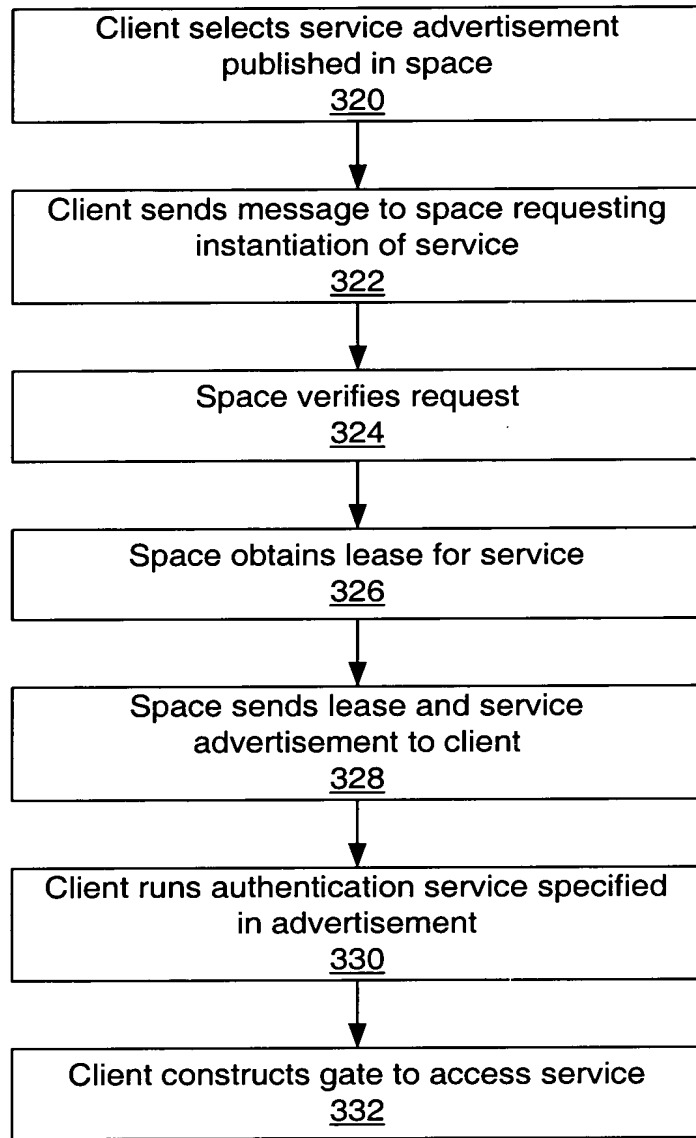 Client selects service advertisement
published in space
320
Client sends message to space requesting
instantiation of service
322
Space verifies request
324
Space obtains lease for service
326
Space sends lease and service
advertisement to client
328
Client runs authentication service specified
in advertisement
330
Client constructs gate to access service
332